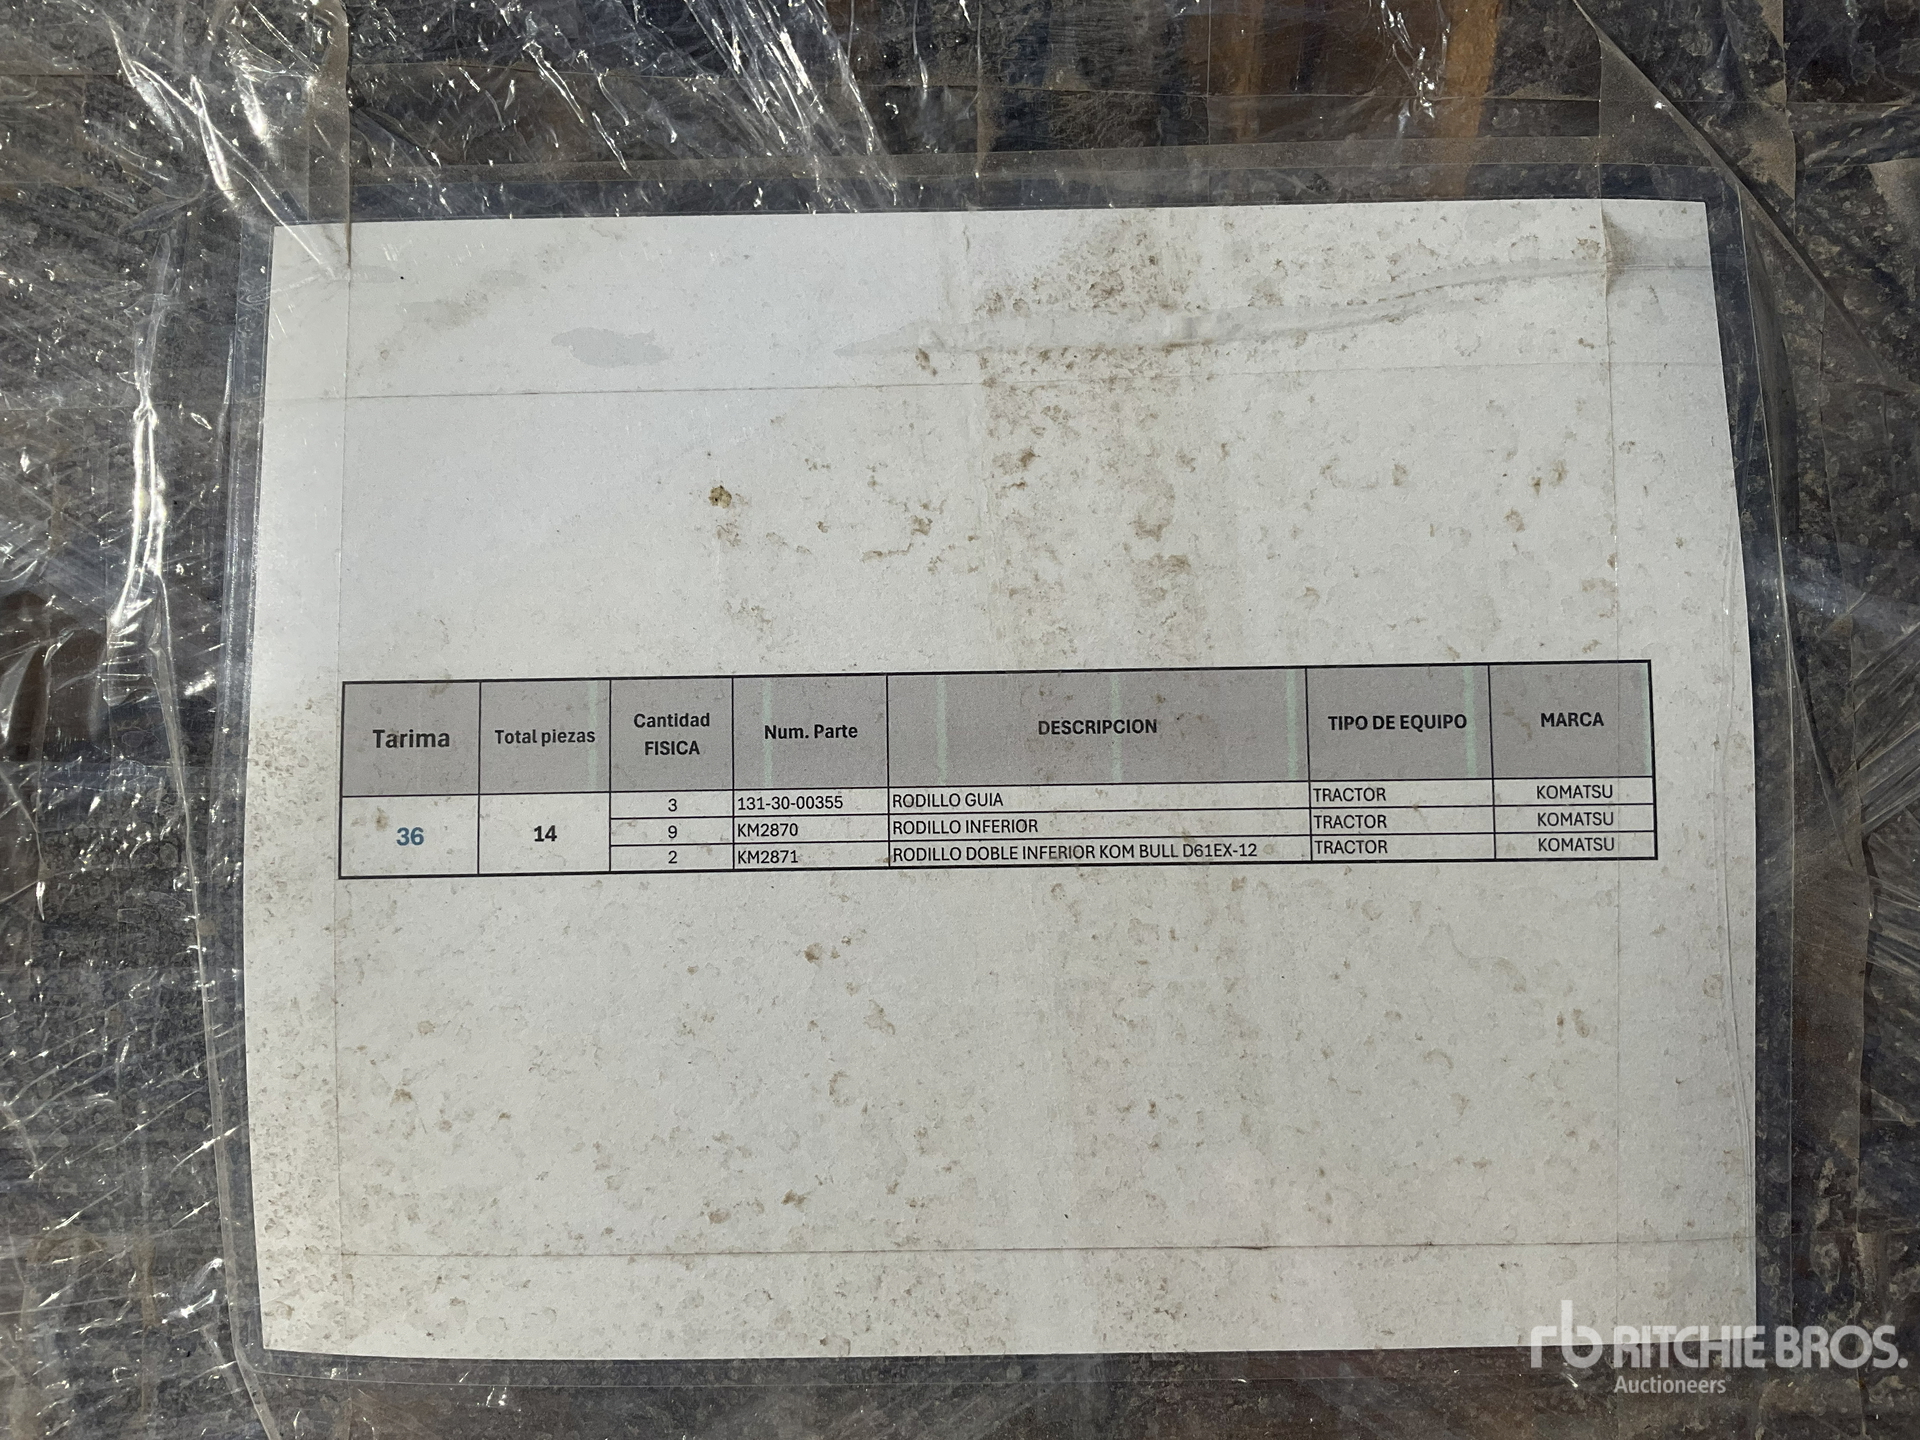 Tarima Total piezas Cantidad FISICA Num. Parte DESCRIPCION TIPO DE EQUIPO MARCA
36 14
3 131-30-00355 RODILLO GUIA TRACTOR KOMATSU
9 KM2870 RODILLO INFERIOR TRACTOR KOMATSU
2 KM2871 RODILLO DOBLE INFERIOR KOM BULL D61EX-12 TRACTOR KOMATSU
rb RITCHIE BROS.
Auctioneers